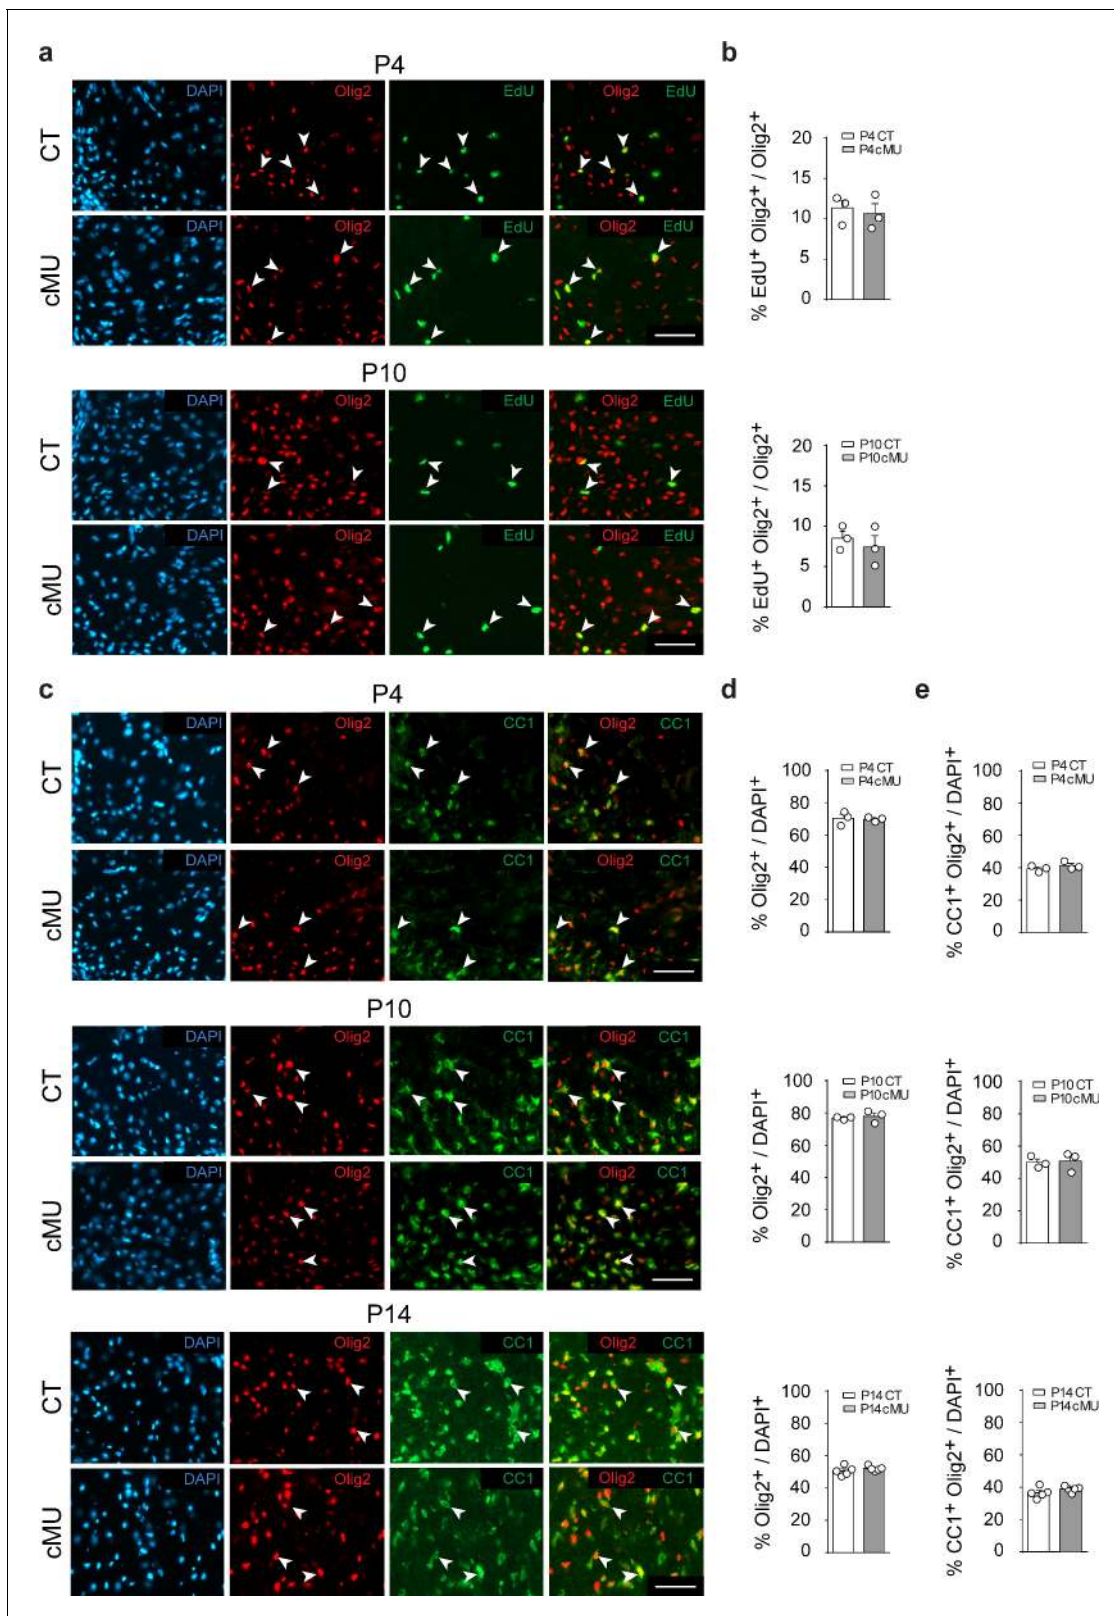 a
P4
CT
DAPI
Olig2
EdU
Olig2 EdU
cMU
DAPI
Olig2
EdU
Olig2 EdU
P10
CT
DAPI
Olig2
EdU
Olig2 EdU
cMU
DAPI
Olig2
EdU
Olig2 EdU
b
% EdU+ Olig2+ / Olig2+
20
15
10
5
0
P4 CT
P4 cMU
% EdU+ Olig2+ / Olig2+
20
15
10
5
0
P10 CT
P10 cMU
c
P4
CT
DAPI
Olig2
CC1
Olig2 CC1
cMU
DAPI
Olig2
CC1
Olig2 CC1
P10
CT
DAPI
Olig2
CC1
Olig2 CC1
cMU
DAPI
Olig2
CC1
Olig2 CC1
P14
CT
DAPI
Olig2
CC1
Olig2 CC1
cMU
DAPI
Olig2
CC1
Olig2 CC1
d
% Olig2+ / DAPI+
100
80
60
40
20
0
P4 CT
P4 cMU
% Olig2+ / DAPI+
100
80
60
40
20
0
P10 CT
P10 cMU
% Olig2+ / DAPI+
100
80
60
40
20
0
P14 CT
P14 cMU
e
% CC1+ Olig2+ / DAPI+
100
80
60
40
20
0
P4 CT
P4 cMU
% CC1+ Olig2+ / DAPI+
100
80
60
40
20
0
P10 CT
P10 cMU
% CC1+ Olig2+ / DAPI+
100
80
60
40
20
0
P14 CT
P14 cMU